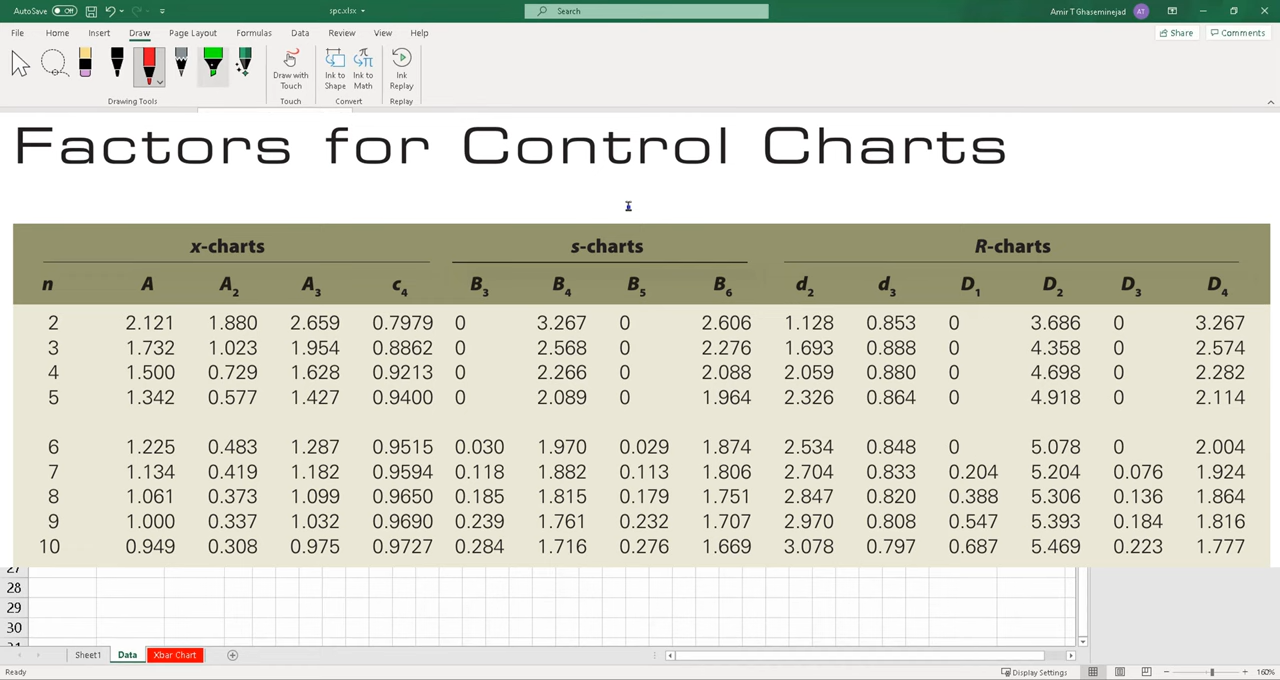 AutoSave Off spc.xlsx Search Amir T Ghaseminejad AT
File Home Insert Draw Page Layout Formulas Data Review View Help Share Comments
Draw with Touch Ink to Shape Ink to Math Ink Replay
Drawing Tools Touch Convert Replay
Factors for Control Charts
x-charts s-charts R-charts
n A A2 A3 c4 B3 B4 B5 B6 d2 d3 D1 D2 D3 D4
2 2.121 1.880 2.659 0.7979 0 3.267 0 2.606 1.128 0.853 0 3.686 0 3.267
3 1.732 1.023 1.954 0.8862 0 2.568 0 2.276 1.693 0.888 0 4.358 0 2.574
4 1.500 0.729 1.628 0.9213 0 2.266 0 2.088 2.059 0.880 0 4.698 0 2.282
5 1.342 0.577 1.427 0.9400 0 2.089 0 1.964 2.326 0.864 0 4.918 0 2.114
6 1.225 0.483 1.287 0.9515 0.030 1.970 0.029 1.874 2.534 0.848 0 5.078 0 2.004
7 1.134 0.419 1.182 0.9594 0.118 1.882 0.113 1.806 2.704 0.833 0.204 5.204 0.076 1.924
8 1.061 0.373 1.099 0.9650 0.185 1.815 0.179 1.751 2.847 0.820 0.388 5.306 0.136 1.864
9 1.000 0.337 1.032 0.9690 0.239 1.761 0.232 1.707 2.970 0.808 0.547 5.393 0.184 1.816
10 0.949 0.308 0.975 0.9727 0.284 1.716 0.276 1.669 3.078 0.797 0.687 5.469 0.223 1.777
27
28
29
30
31
Sheet1 Data Xbar Chart
Ready Display Settings 160%